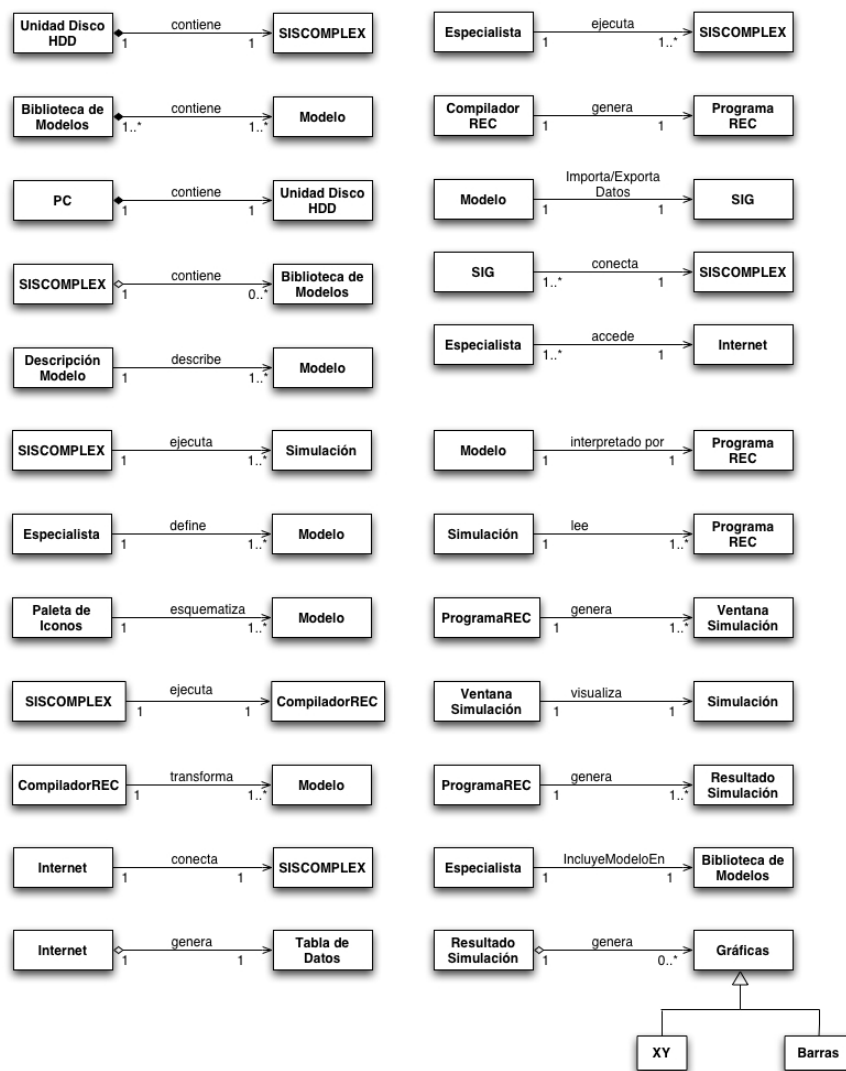 Unidad Disco
HDD
contiene
1
1
SISCOMPLEX
Especialista
ejecuta
1
1..*
SISCOMPLEX
Biblioteca de
Modelos
contiene
1..*
1..*
Modelo
Compilador
REC
genera
1
1
Programa
REC
PC
contiene
1
1
Unidad Disco
HDD
Modelo
Importa/Exporta
Datos
1
1
SIG
SISCOMPLEX
contiene
1
0..*
Biblioteca de
Modelos
SIG
conecta
1..*
1
SISCOMPLEX
Descripción
Modelo
describe
1
1..*
Modelo
Especialista
accede
1..*
1
Internet
SISCOMPLEX
ejecuta
1
1..*
Simulación
Modelo
interpretado por
1
1
Programa
REC
Especialista
define
1
1..*
Modelo
Simulación
lee
1
1..*
Programa
REC
Paleta de
Iconos
esquematiza
1
1..*
Modelo
ProgramaREC
genera
1
1..*
Ventana
Simulación
SISCOMPLEX
ejecuta
1
1
CompiladorREC
Ventana
Simulación
visualiza
1
1
Simulación
CompiladorREC
transforma
1
1..*
Modelo
ProgramaREC
genera
1
1..*
Resultado
Simulación
Internet
conecta
1
1
SISCOMPLEX
Especialista
IncluyeModeloEn
1
1
Biblioteca de
Modelos
Internet
genera
1
1
Tabla de
Datos
Resultado
Simulación
genera
1
0..*
Gráficas
XY
Barras